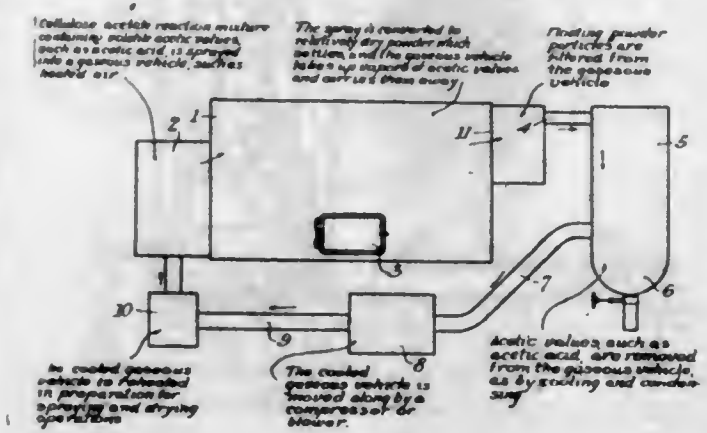 Cellulose acetate reaction mixture
containing volatile acetic values,
such as acetic acid, is sprayed
into a gaseous vehicle, such as
heated air
The spray is converted to
relatively dry powder which
settles, and the gaseous vehicle
takes up vapors of acetic values
and carries them away
Floating powder
particles are
filtered from
the gaseous
vehicle
1
2
11
4
5
3
6
7
10
9
8
The cooled gaseous
vehicle is reheated
in preparation for
spraying and drying
operations
The cooled
gaseous vehicle is
moved along by a
compressor or
blower.
Acetic values, such as
acetic acid, are removed
from the gaseous vehicle,
as by cooling and conden-
sing